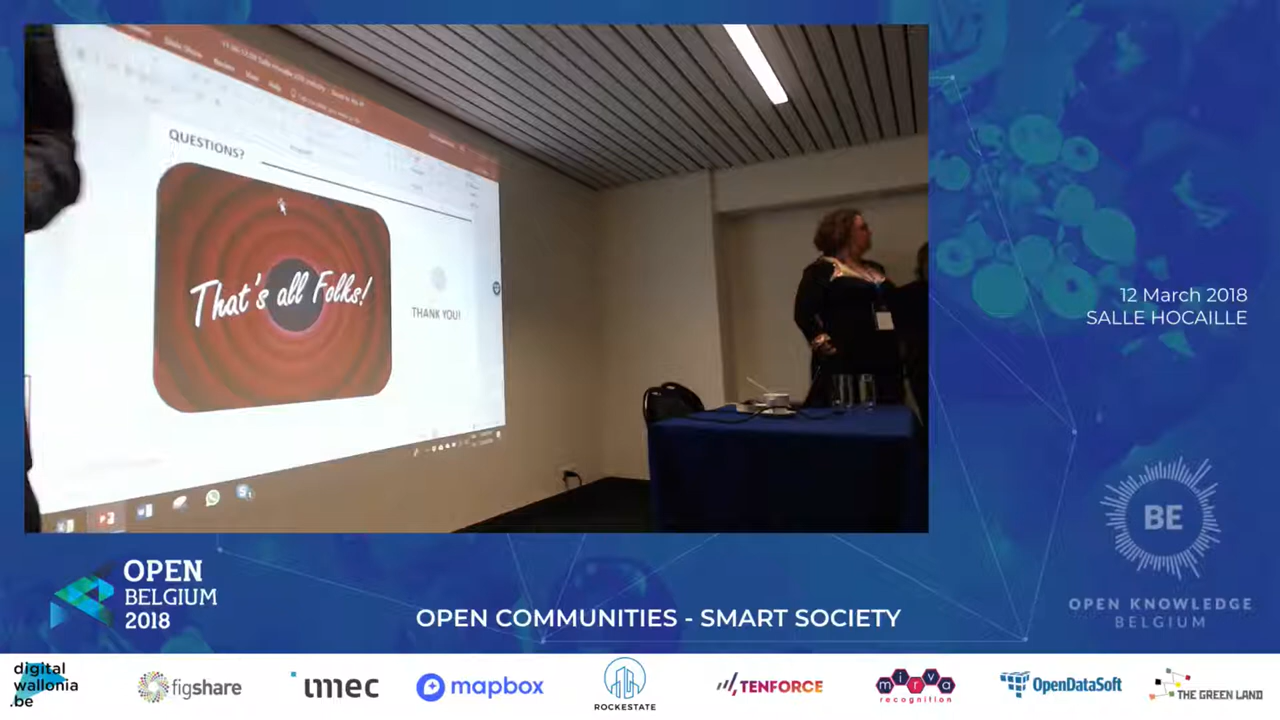 QUESTIONS?
That's all Folks!
THANK YOU!
12 March 2018
SALLE HOCAILLE
BE
OPEN KNOWLEDGE
BELGIUM
OPEN
BELGIUM
2018
OPEN COMMUNITIES - SMART SOCIETY
digital
wallonia
.be
figshare
imec
mapbox
ROCKESTATE
TENFORCE
mirva
recognition
OpenDataSoft
THE GREEN LAND